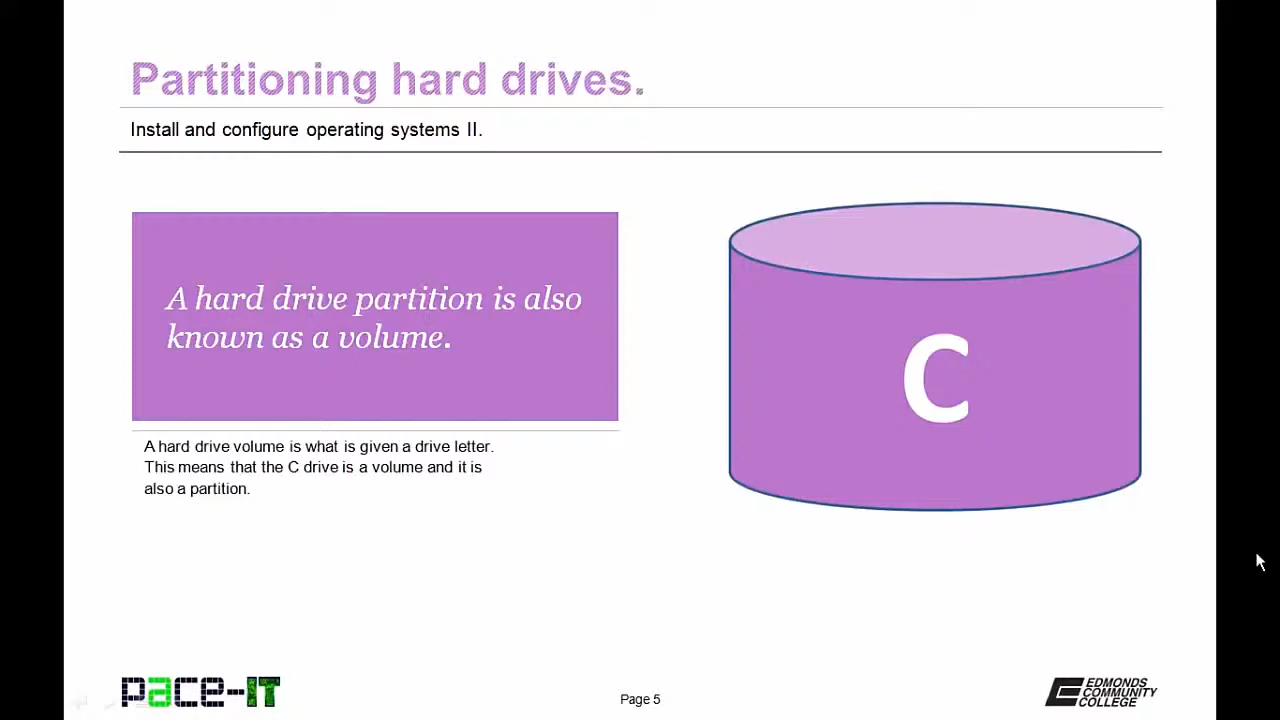 Partitioning hard drives.
Install and configure operating systems II.
A hard drive partition is also
known as a volume.
C
A hard drive volume is what is given a drive letter.
This means that the C drive is a volume and it is
also a partition.
pace-IT
Page 5
EDMONDS
COMMUNITY
COLLEGE